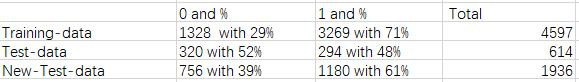 0 and % 1 and % Total
Training-data 1328 with 29% 3269 with 71% 4597
Test-data 320 with 52% 294 with 48% 614
New-Test-data 756 with 39% 1180 with 61% 1936